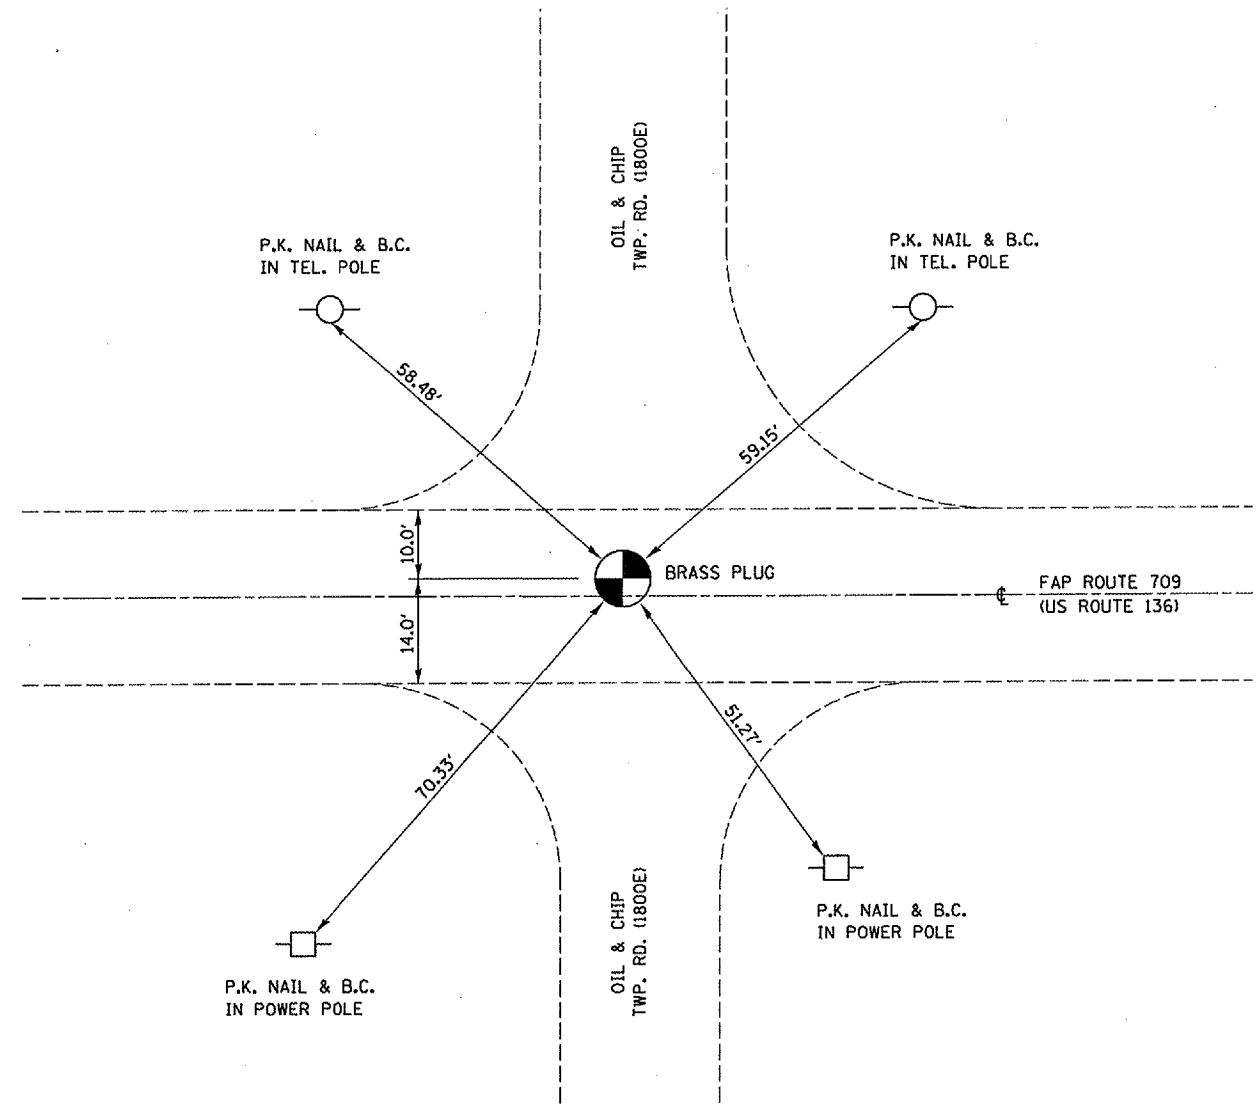 OIL & CHIP
TWP. RD. (1800E)
P.K. NAIL & B.C.
IN TEL. POLE
P.K. NAIL & B.C.
IN TEL. POLE
58.48'
59.15'
10.0'
BRASS PLUG
FAP ROUTE 709
(US ROUTE 136)
℄
14.0'
51.27'
70.33'
OIL & CHIP
TWP. RD. (1800E)
P.K. NAIL & B.C.
IN POWER POLE
P.K. NAIL & B.C.
IN POWER POLE